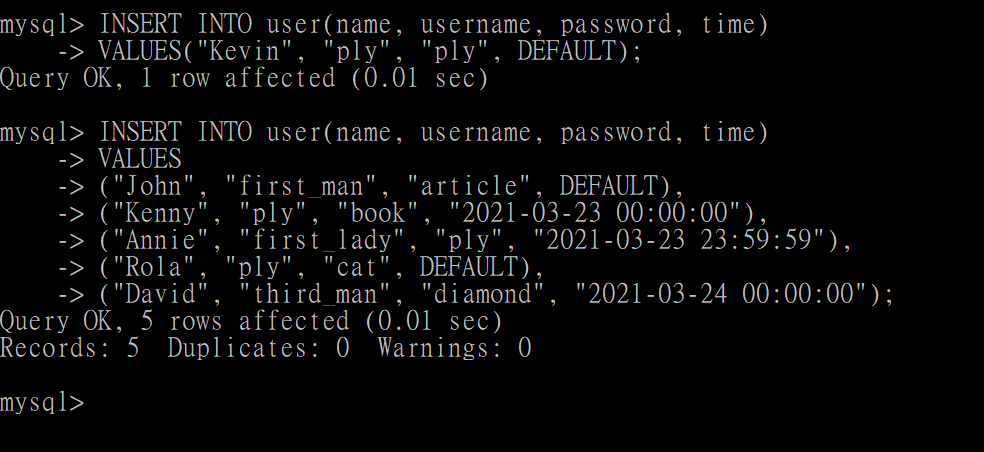 mysql> INSERT INTO user(name, username, password, time)
-> VALUES("Kevin", "ply", "ply", DEFAULT);
Query OK, 1 row affected (0.01 sec)
mysql> INSERT INTO user(name, username, password, time)
-> VALUES
-> ("John", "first_man", "article", DEFAULT),
-> ("Kenny", "ply", "book", "2021-03-23 00:00:00"),
-> ("Annie", "first_lady", "ply", "2021-03-23 23:59:59"),
-> ("Rola", "ply", "cat", DEFAULT),
-> ("David", "third_man", "diamond", "2021-03-24 00:00:00");
Query OK, 5 rows affected (0.01 sec)
Records: 5  Duplicates: 0  Warnings: 0
mysql>